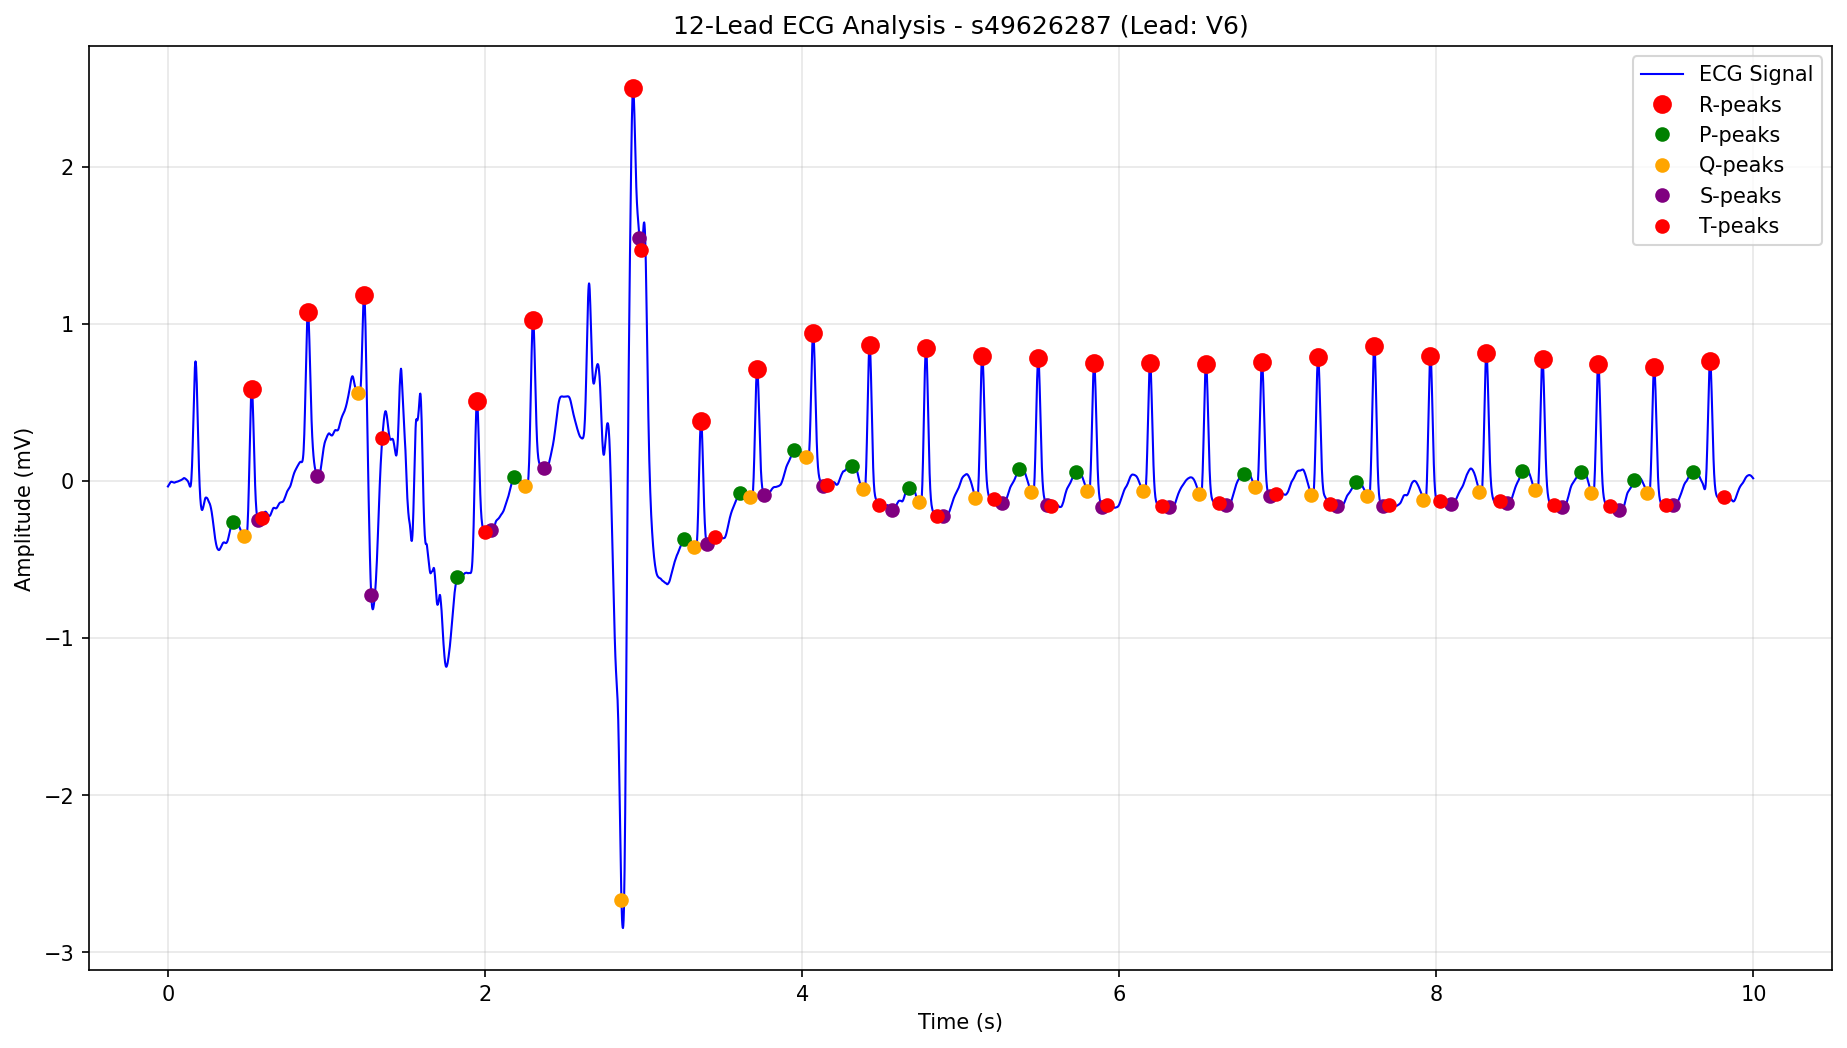 12-Lead ECG Analysis - s49626287 (Lead: V6)
ECG Signal
R-peaks
P-peaks
Q-peaks
S-peaks
T-peaks
Amplitude (mV)
2
1
0
−1
−2
−3
0
2
4
6
8
10
Time (s)